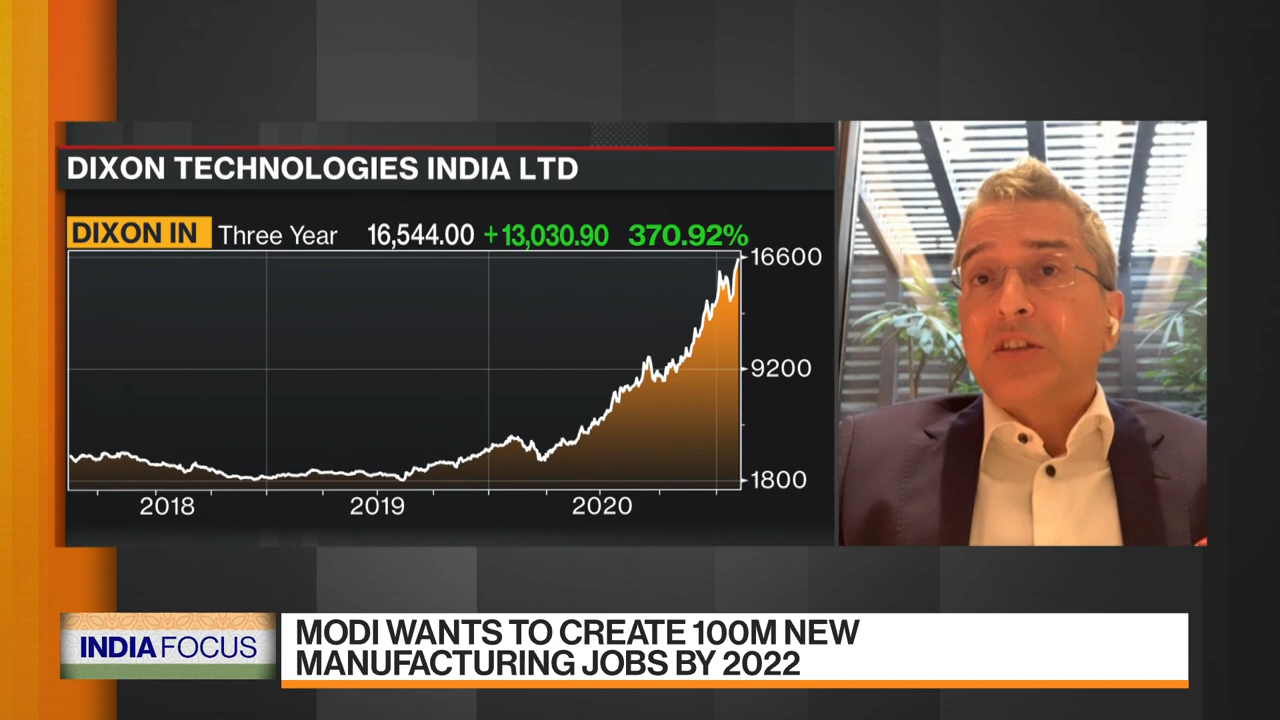 DIXON TECHNOLOGIES INDIA LTD
DIXON IN Three Year 16,544.00 +13,030.90 370.92%
16600
9200
1800
2018 2019 2020
INDIA FOCUS
MODI WANTS TO CREATE 100M NEW
MANUFACTURING JOBS BY 2022